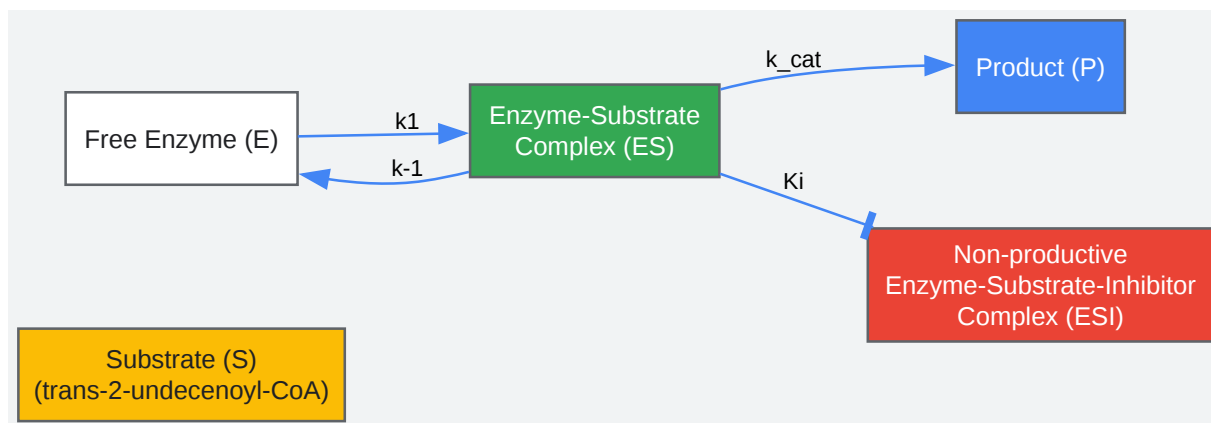 Free Enzyme (E)
k1
k-1
Enzyme-Substrate
Complex (ES)
k_cat
Product (P)
Ki
Non-productive
Enzyme-Substrate-Inhibitor
Complex (ESI)
Substrate (S)
(trans-2-undecenoyl-CoA)